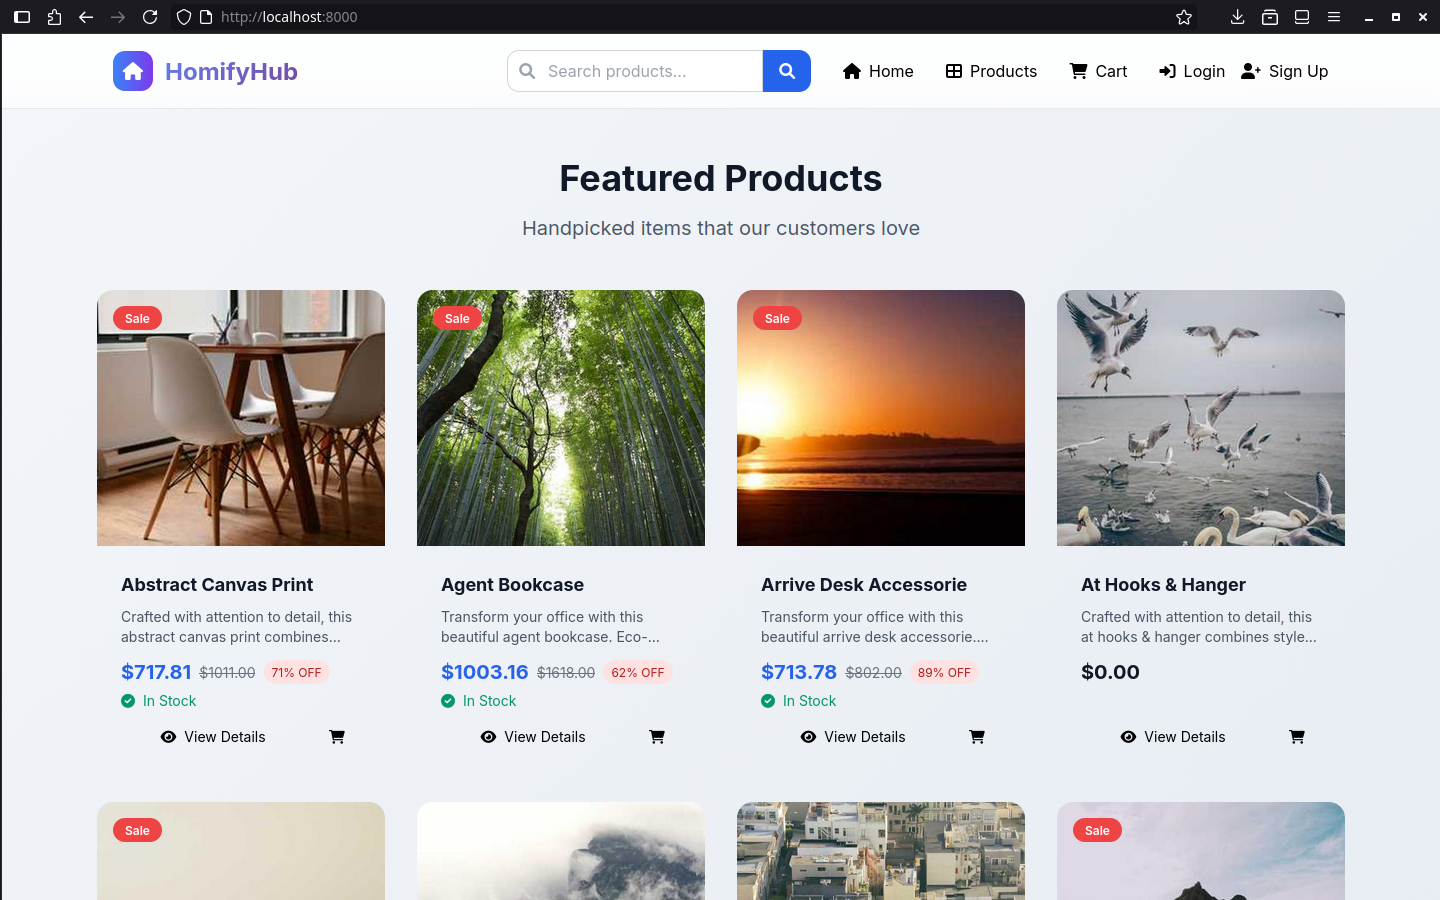 http://localhost:8000
HomifyHub
Search products...
Home
Products
Cart
Login
Sign Up
Featured Products
Handpicked items that our customers love
Sale
Sale
Sale
Abstract Canvas Print
Crafted with attention to detail, this
abstract canvas print combines...
$717.81 $1011.00 71% OFF
In Stock
View Details
Agent Bookcase
Transform your office with this
beautiful agent bookcase. Eco-...
$1003.16 $1618.00 62% OFF
In Stock
View Details
Arrive Desk Accessorie
Transform your office with this
beautiful arrive desk accessorie....
$713.78 $802.00 89% OFF
In Stock
View Details
At Hooks & Hanger
Crafted with attention to detail, this
at hooks & hanger combines style...
$0.00
View Details
Sale
Sale